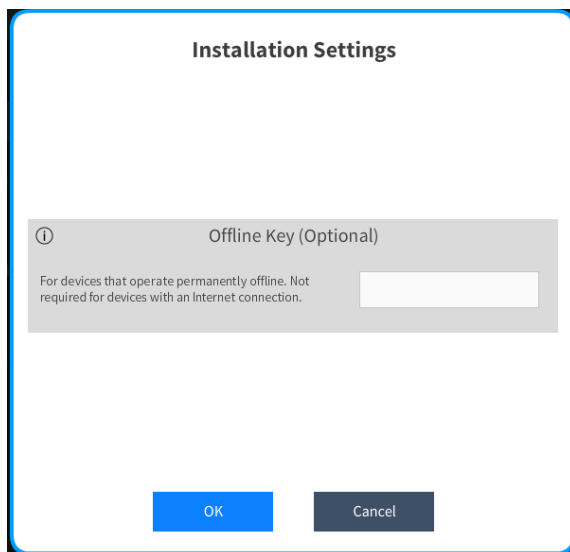 Installation Settings
Offline Key (Optional)
For devices that operate permanently offline. Not
required for devices with an Internet connection.
OK
Cancel